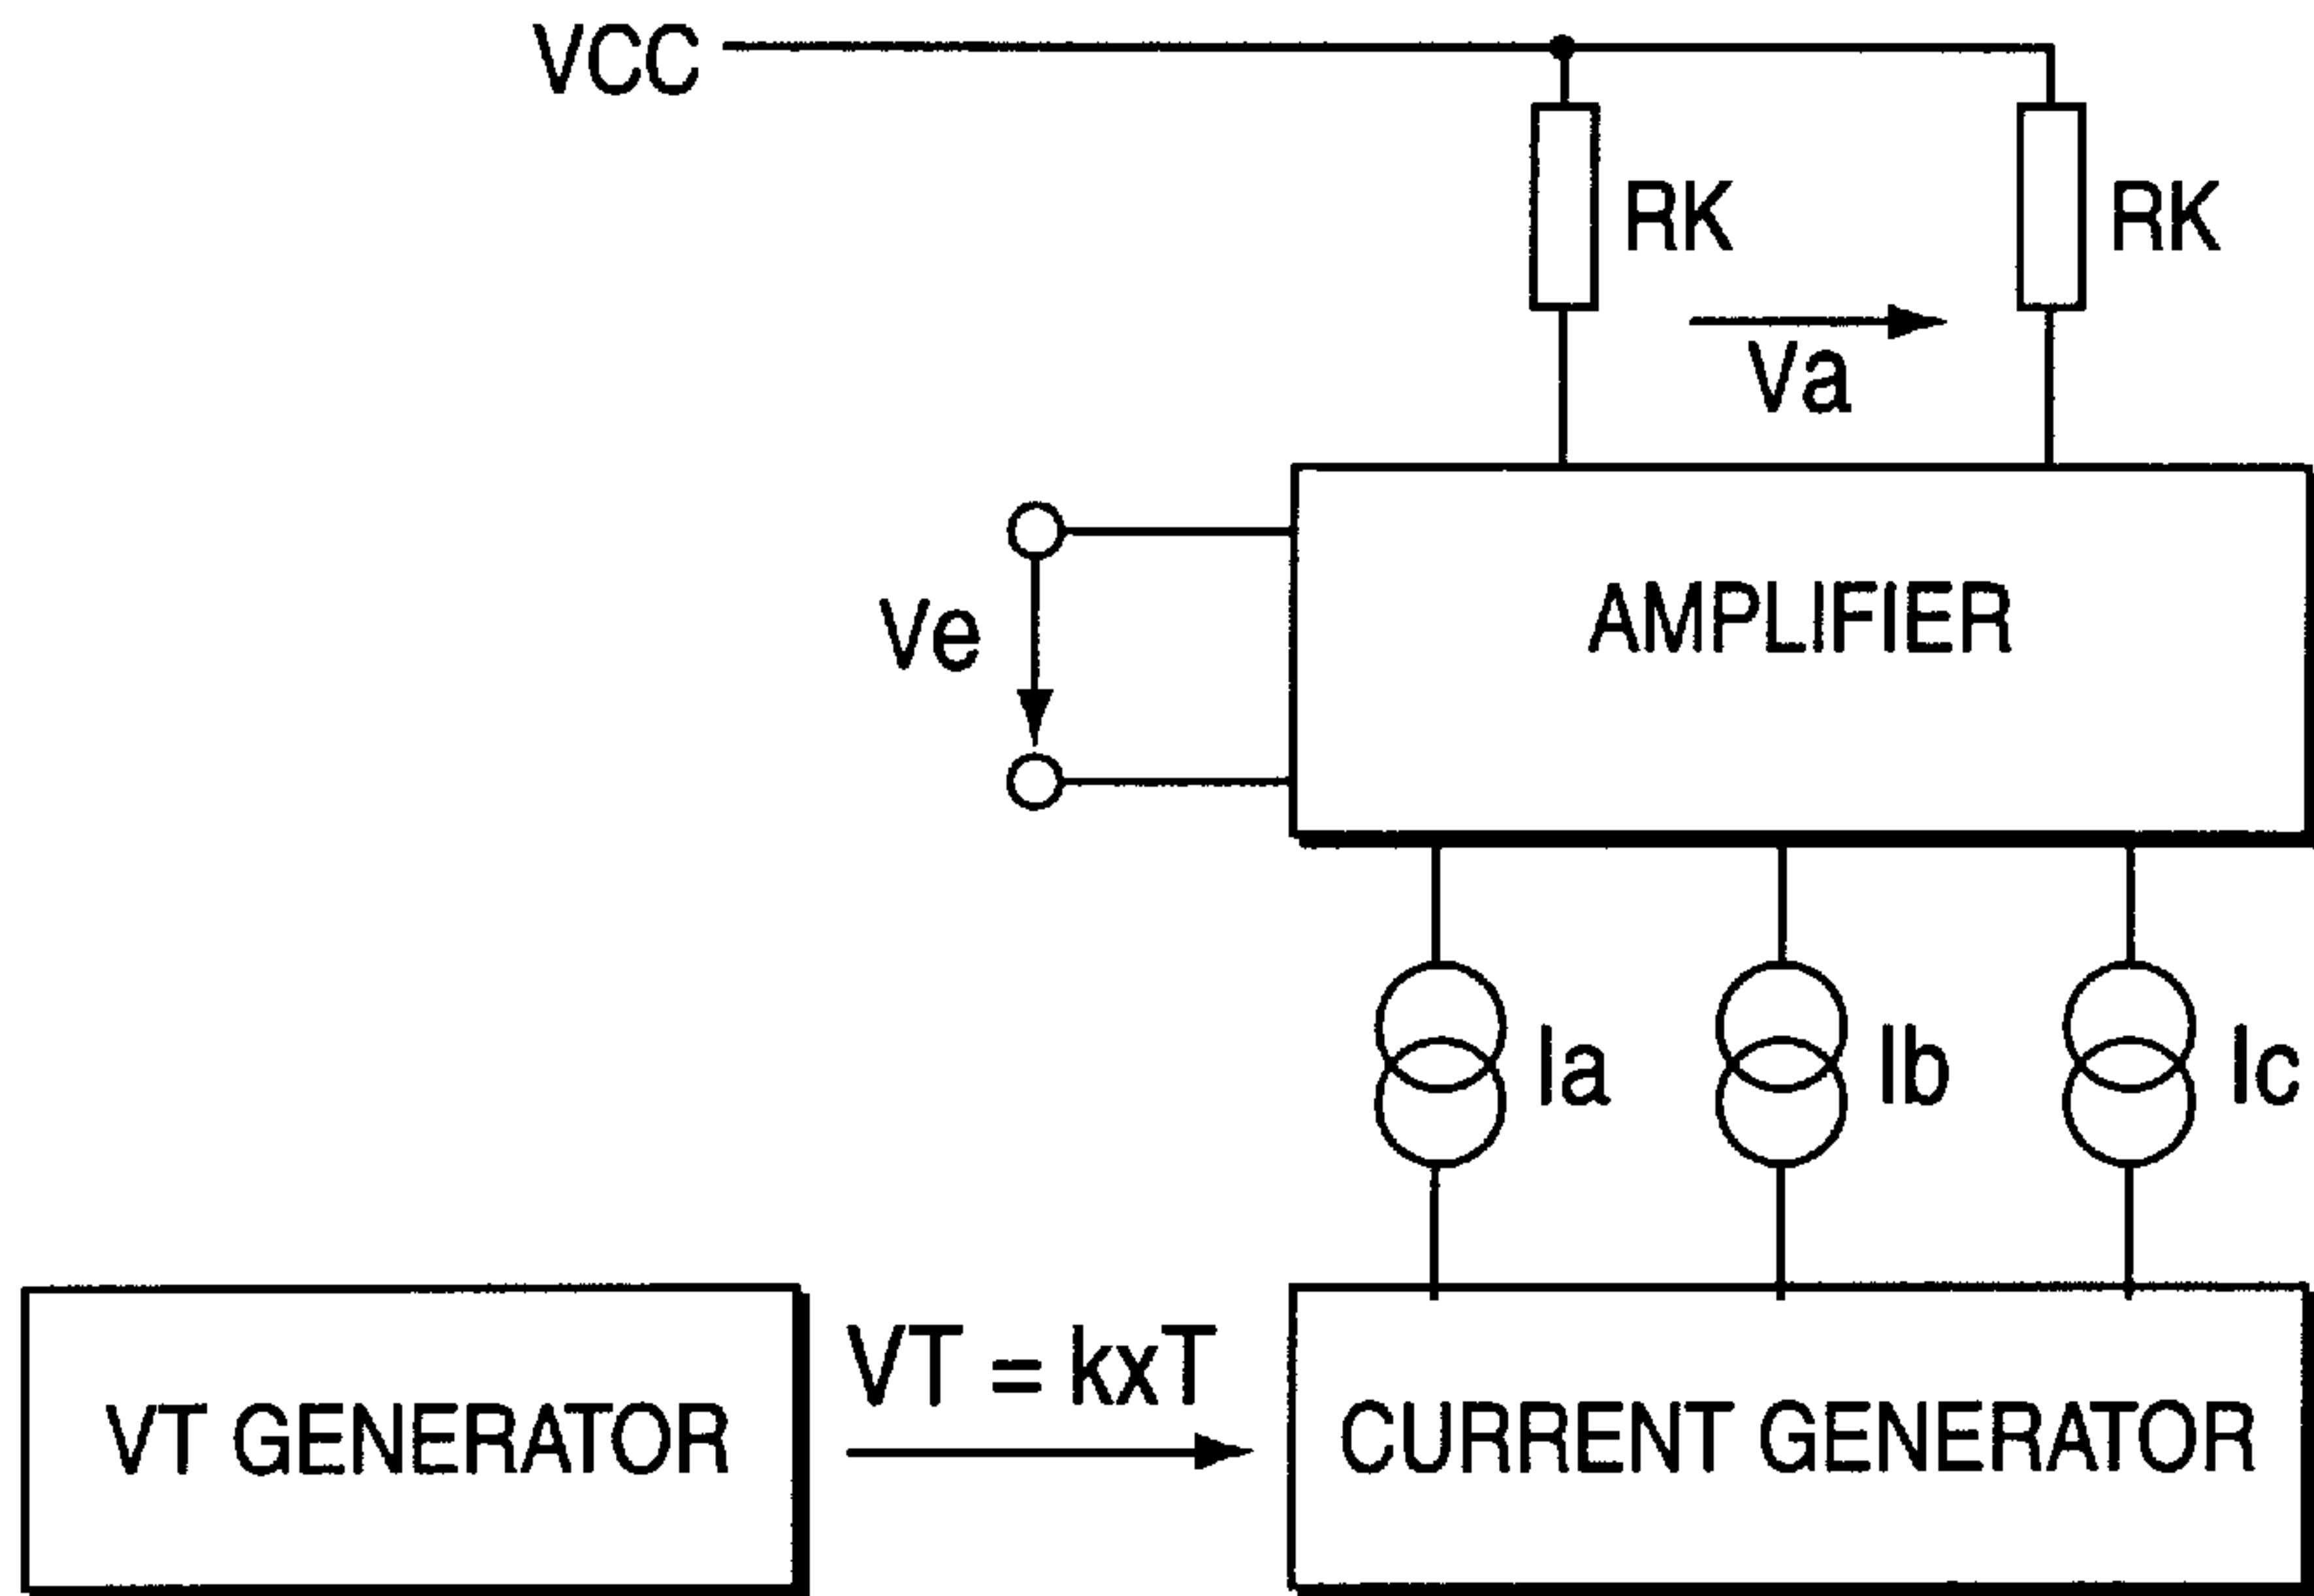 VCC
RK
RK
Va
Ve
AMPLIFIER
Ia
Ib
Ic
VT GENERATOR
VT = kxT
CURRENT GENERATOR